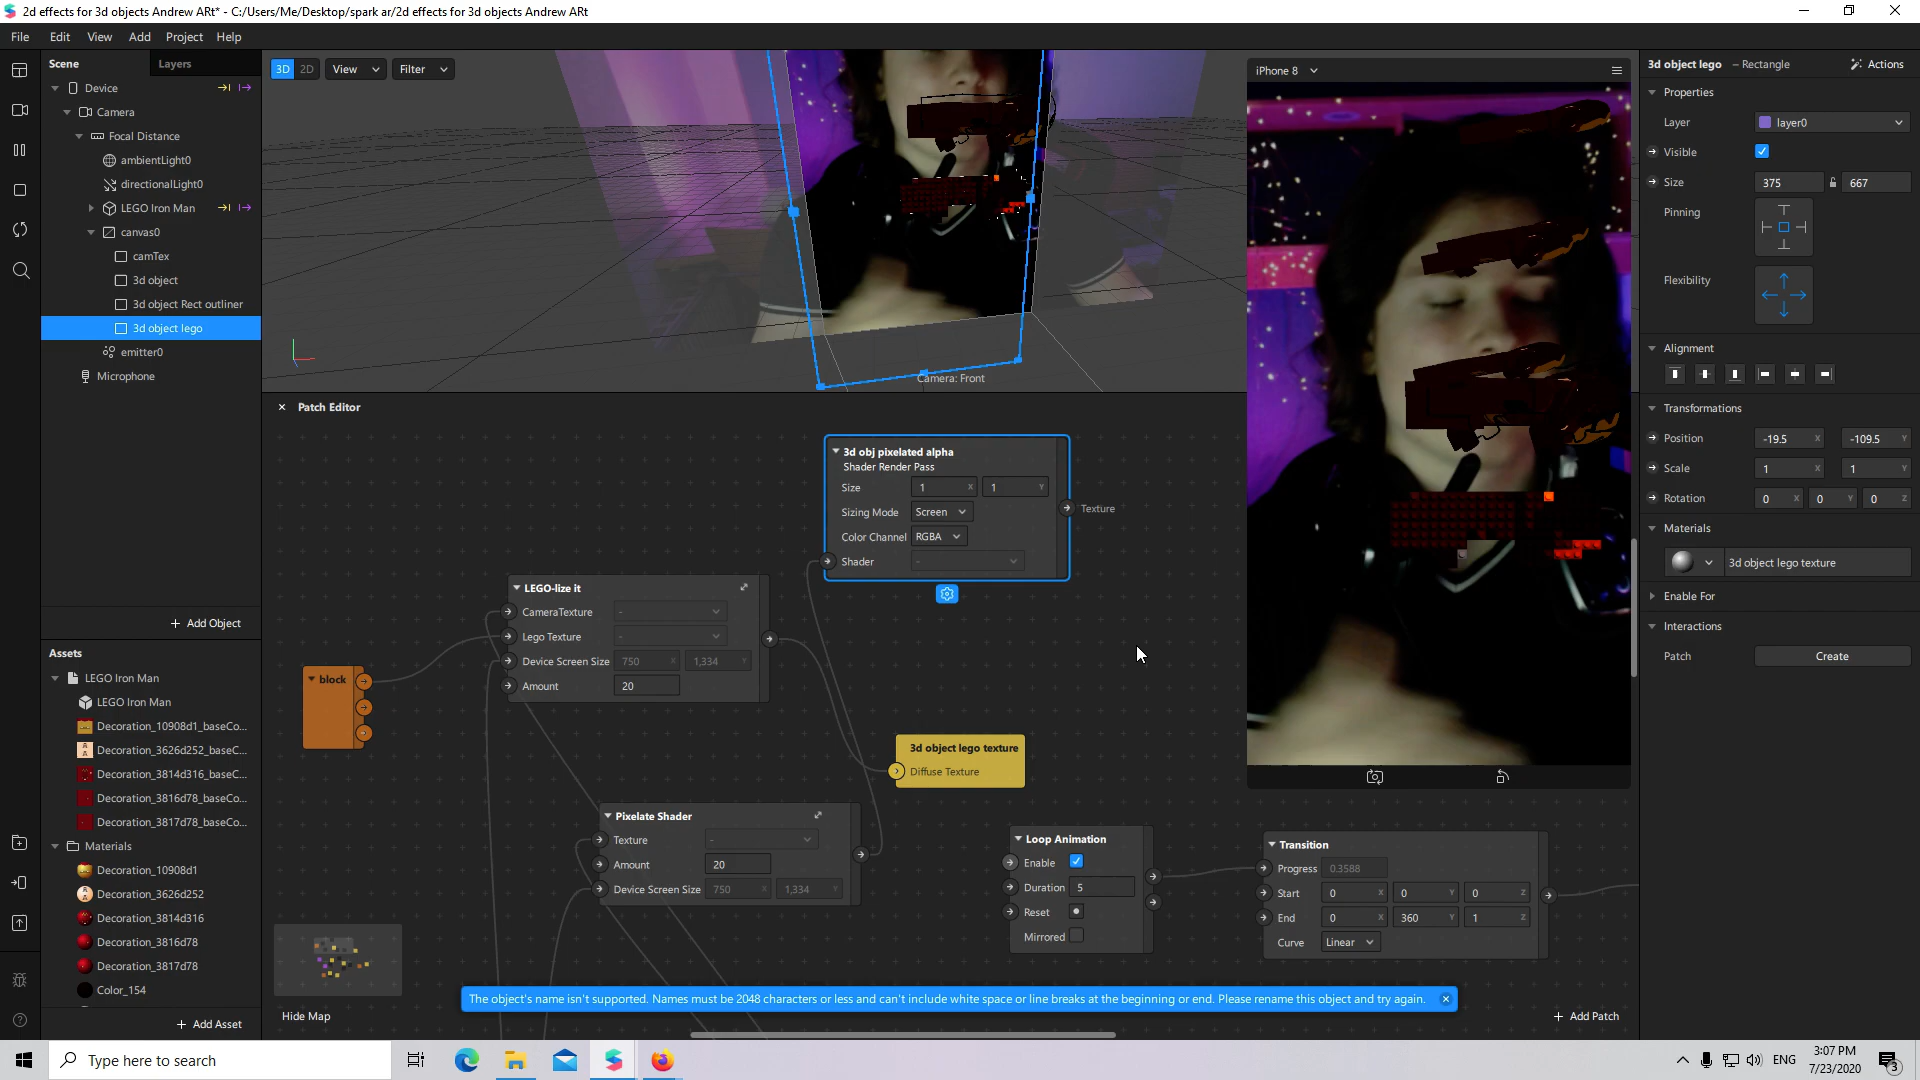 2d effects for 3d objects Andrew ARt* - C:/Users/Me/Desktop/spark ar/2d effects for 3d objects Andrew ARt
File Edit View Add Project Help
Scene Layers
Device
Camera
Focal Distance
ambientLight0
directionalLight0
LEGO Iron Man
canvas0
camTex
3d object
3d object Rect outliner
3d object lego
emitter0
Microphone
+ Add Object
Assets
LEGO Iron Man
LEGO Iron Man
Decoration_10908d1_baseCo...
Decoration_3626d252_baseC...
Decoration_3814d316_baseC...
Decoration_3816d78_baseCo...
Decoration_3817d78_baseCo...
Materials
Decoration_10908d1
Decoration_3626d252
Decoration_3814d316
Decoration_3816d78
Decoration_3817d78
Color_154
+ Add Asset
3D 2D View Filter
Camera: Front
Patch Editor
3d obj pixelated alpha
Shader Render Pass
Size 1 X 1 Y
Sizing Mode Screen
Color Channel RGBA
Shader -
Texture
LEGO-lize it
CameraTexture -
Lego Texture -
Device Screen Size 750 X 1,334 Y
Amount 20
block
3d object lego texture
Diffuse Texture
Pixelate Shader
Texture -
Amount 20
Device Screen Size 750 X 1,334 Y
Loop Animation
Enable
Duration 5
Reset
Mirrored
Transition
Progress 0.3588
Start 0 X 0 Y 0 Z
End 0 X 360 Y 1 Z
Curve Linear
The object's name isn't supported. Names must be 2048 characters or less and can't include white space or line breaks at the beginning or end. Please rename this object and try again.
Hide Map
+ Add Patch
iPhone 8
3d object lego – Rectangle Actions
Properties
Layer layer0
Visible
Size 375 667
Pinning
Flexibility
Alignment
Transformations
Position -19.5 X -109.5 Y
Scale 1 X 1 Y
Rotation 0 X 0 Y 0 Z
Materials
3d object lego texture
Enable For
Interactions
Patch Create
Type here to search
ENG
3:07 PM
7/23/2020
3